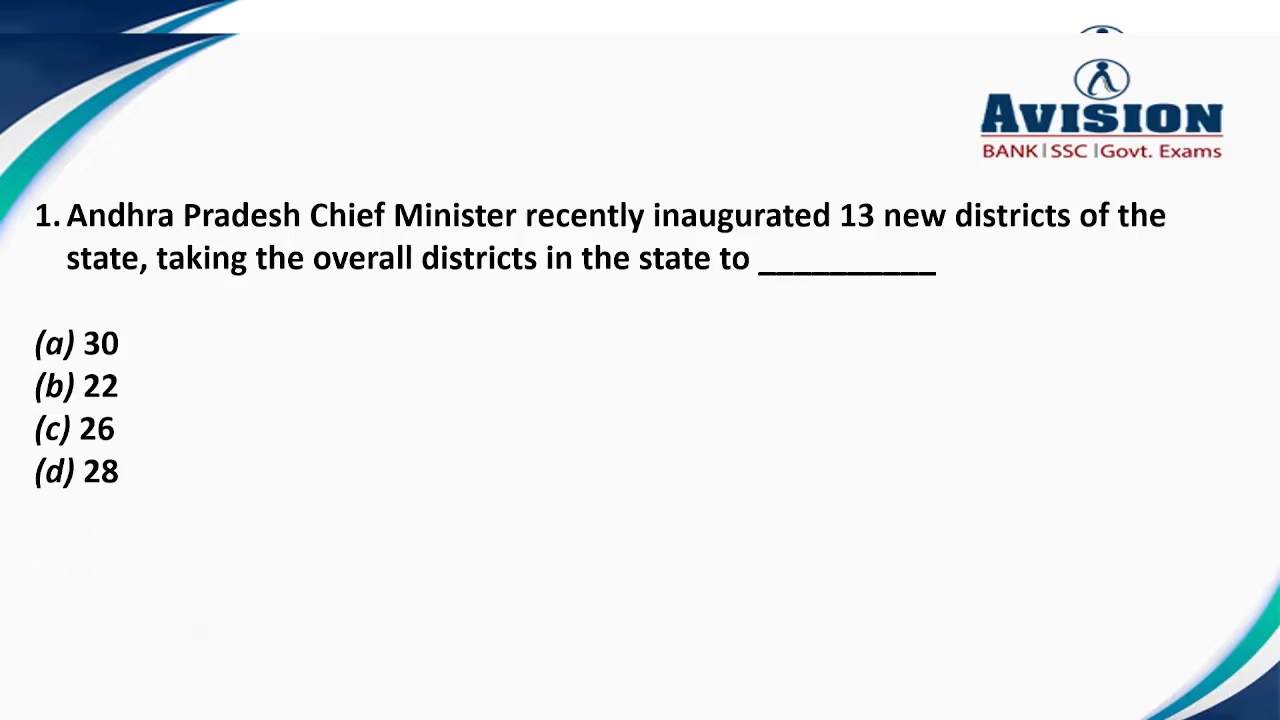 AVISION
BANK | SSC | Govt. Exams
1. Andhra Pradesh Chief Minister recently inaugurated 13 new districts of the
state, taking the overall districts in the state to __________
(a) 30
(b) 22
(c) 26
(d) 28